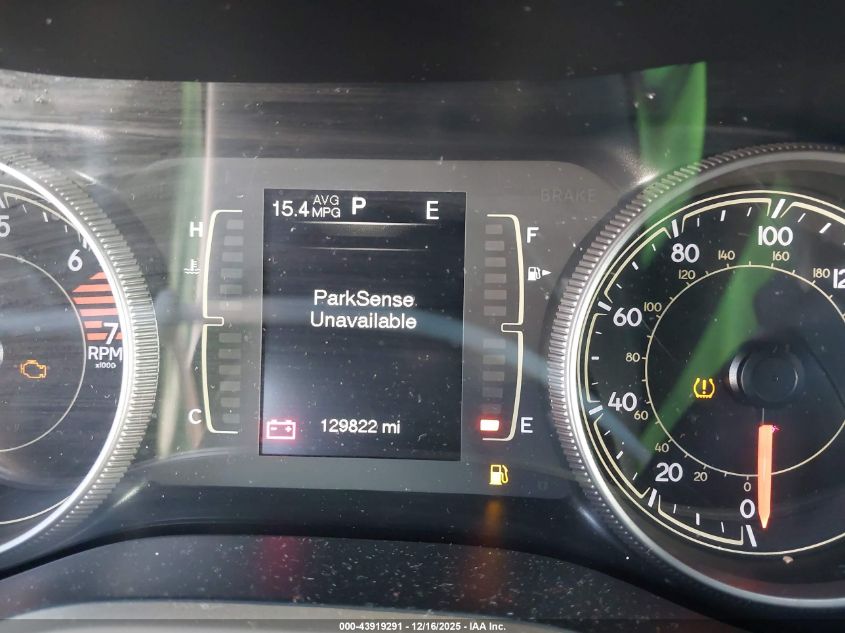 15.4 AVG MPG P E
BRAKE
H
F
ParkSense
Unavailable
C
129822 mi
E
5
6
7
RPM
x1000
0
20
40
60
80
100
12
0
20
40
60
80
100
120
140
160
180
000-43919291 - 12/16/2025 - IAA Inc.